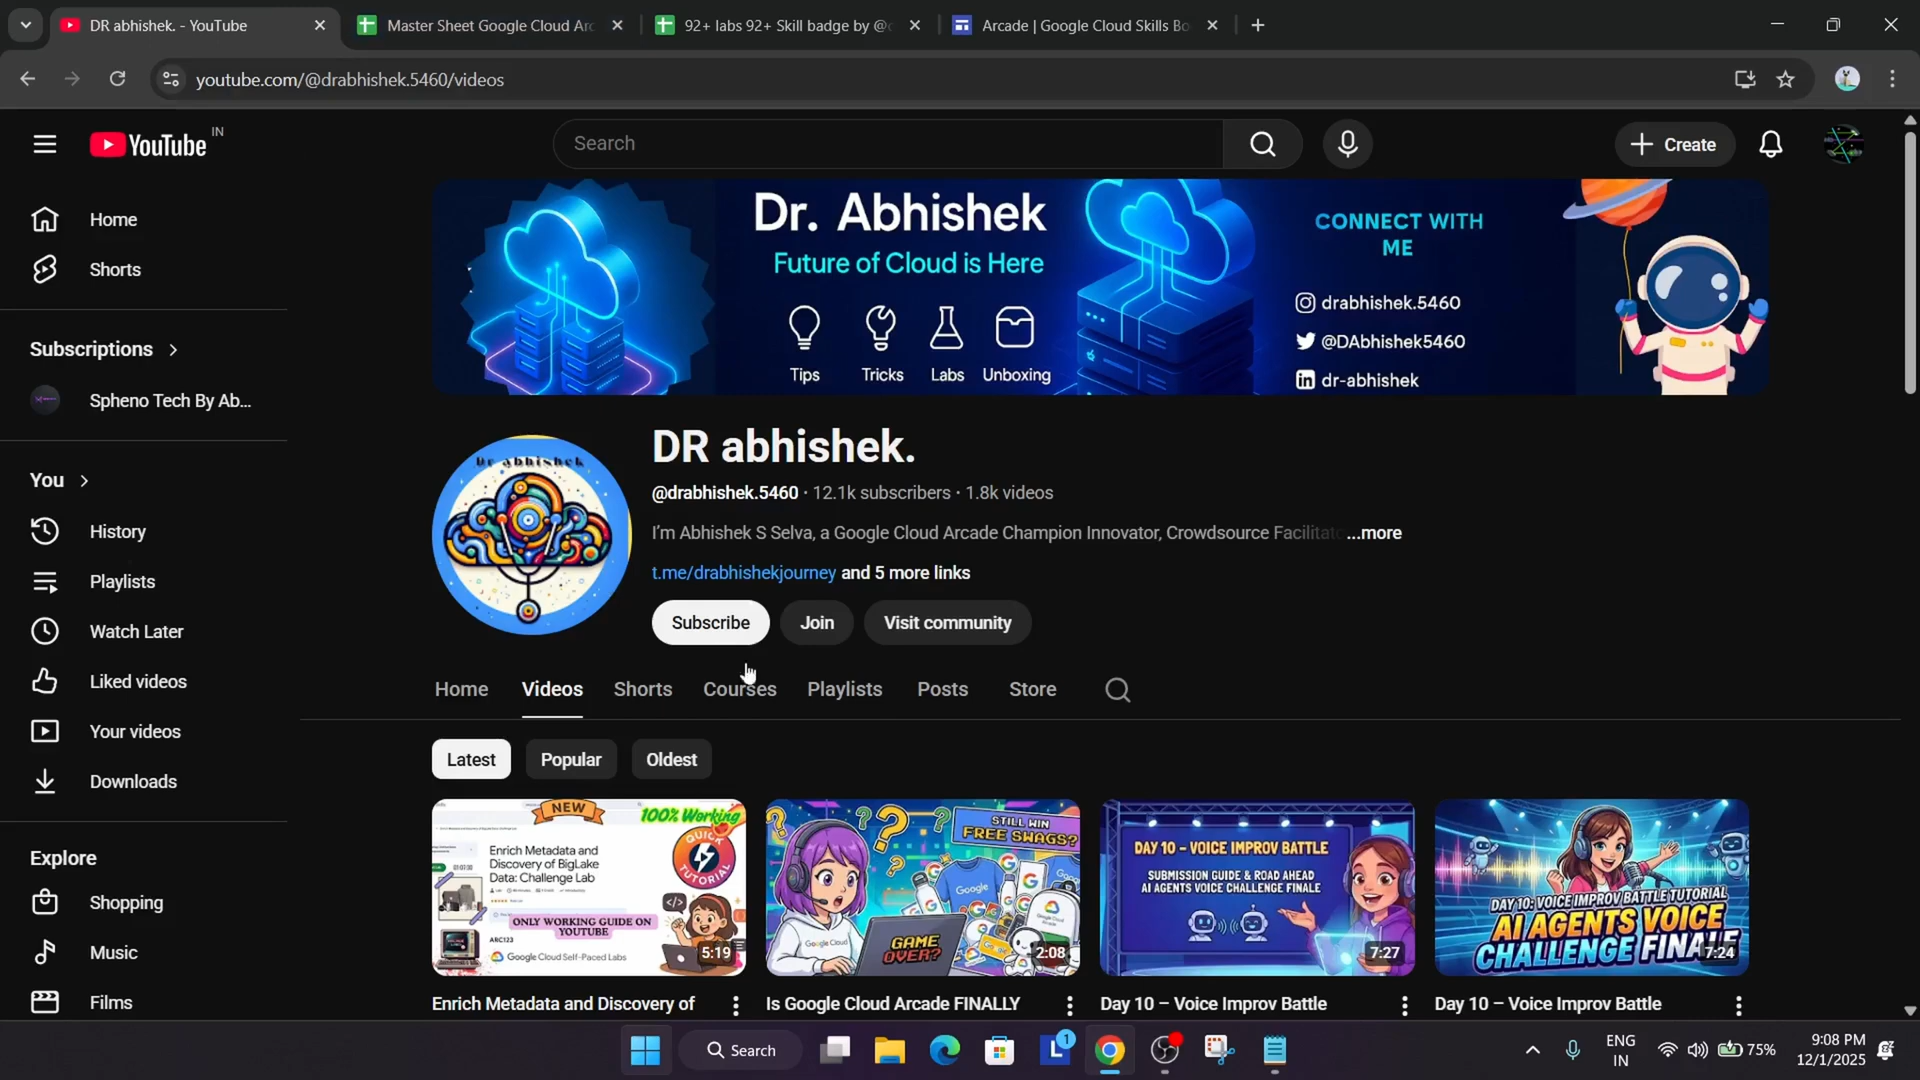 DR abhishek. - YouTube
Master Sheet Google Cloud Arc
92+ labs 92+ Skill badge by @
Arcade | Google Cloud Skills Bo
youtube.com/@drabhishek.5460/videos
YouTube IN
Search
Create
Home
Shorts
Subscriptions
Spheno Tech By Ab...
You
History
Playlists
Watch Later
Liked videos
Your videos
Downloads
Explore
Shopping
Music
Films
Dr. Abhishek
Future of Cloud is Here
Tips
Tricks
Labs
Unboxing
CONNECT WITH
ME
drabhishek.5460
@DAbhishek5460
dr-abhishek
Dr abhishek
DR abhishek.
@drabhishek.5460 · 12.1k subscribers · 1.8k videos
I'm Abhishek S Selva, a Google Cloud Arcade Champion Innovator, Crowdsource Facilitat ...more
t.me/drabhishekjourney and 5 more links
Subscribe
Join
Visit community
Home
Videos
Shorts
Courses
Playlists
Posts
Store
Latest
Popular
Oldest
NEW
100% Working
QUICK
TUTORIAL
Enrich Metadata and
Discovery of BigLake
Data: Challenge Lab
ONLY WORKING GUIDE ON
YOUTUBE
ARC123
Google Cloud Self-Paced Labs
5:19
Enrich Metadata and Discovery of
STILL WIN
FREE SWAGS?
Google
Google Cloud
GAME
OVER?
2:08
Is Google Cloud Arcade FINALLY
DAY 10 – VOICE IMPROV BATTLE
SUBMISSION GUIDE & ROAD AHEAD
AI AGENTS VOICE CHALLENGE FINALE
7:27
Day 10 – Voice Improv Battle
DAY 10: VOICE IMPROV BATTLE TUTORIAL
AI AGENTS VOICE
CHALLENGE FINALE
7:24
Day 10 – Voice Improv Battle
Search
1
ENG
IN
75%
9:08 PM
12/1/2025